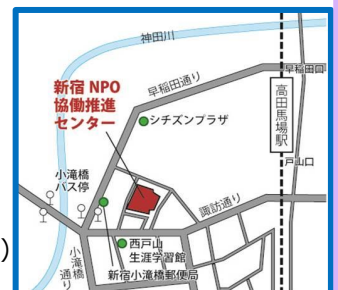 神田川
早稲田通り
早稲田口
新宿 NPO
協働推進
センター
高田馬場駅
シチズンプラザ
戸山口
小滝橋
バス停
諏訪通り
西戸山
生涯学習館
新宿小滝橋郵便局
小滝橋
通り
)